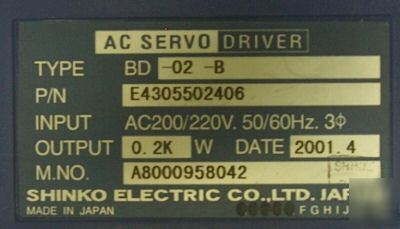 AC SERVO DRIVER
TYPE BD -02 -B
P/N E4305502406
INPUT AC200/220V. 50/60Hz. 3ϕ
OUTPUT 0.2K W DATE 2001.4
M.NO. A8000958042
SHINKO ELECTRIC CO.,LTD.
MADE IN JAPAN FGHIJ